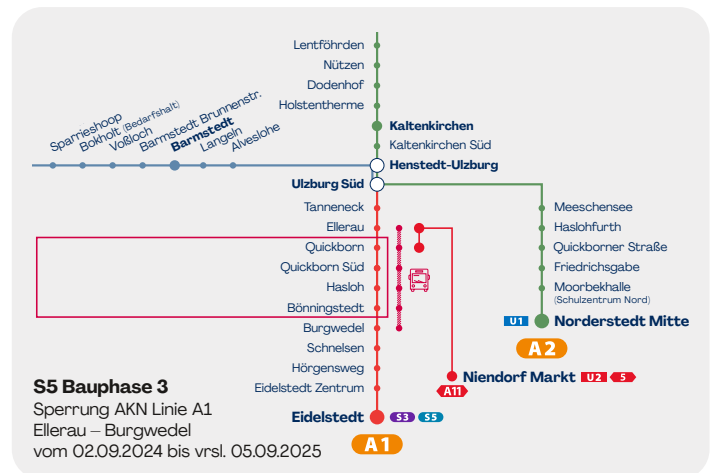 Lentföhrden
Nützen
Dodenhof
Holstentherme
Kaltenkirchen
Kaltenkirchen Süd
Henstedt-Ulzburg
Sparrieshoop
Bokholt (Bedarfshalt)
Voßloch
Barmstedt Brunnenstr.
Barmstedt
Langeln
Alveslohe
Ulzburg Süd
Tanneneck
Ellerau
Quickborn
Quickborn Süd
Hasloh
Bönningstedt
Burgwedel
Schnelsen
Hörgensweg
Eidelstedt Zentrum
Eidelstedt S3 S5
A1
Meeschensee
Haslohfurth
Quickborner Straße
Friedrichsgabe
Moorbekhalle
(Schulzentrum Nord)
U1 Norderstedt Mitte
A2
Niendorf Markt U2 5
A11
S5 Bauphase 3
Sperrung AKN Linie A1
Ellerau – Burgwedel
vom 02.09.2024 bis vrsl. 05.09.2025